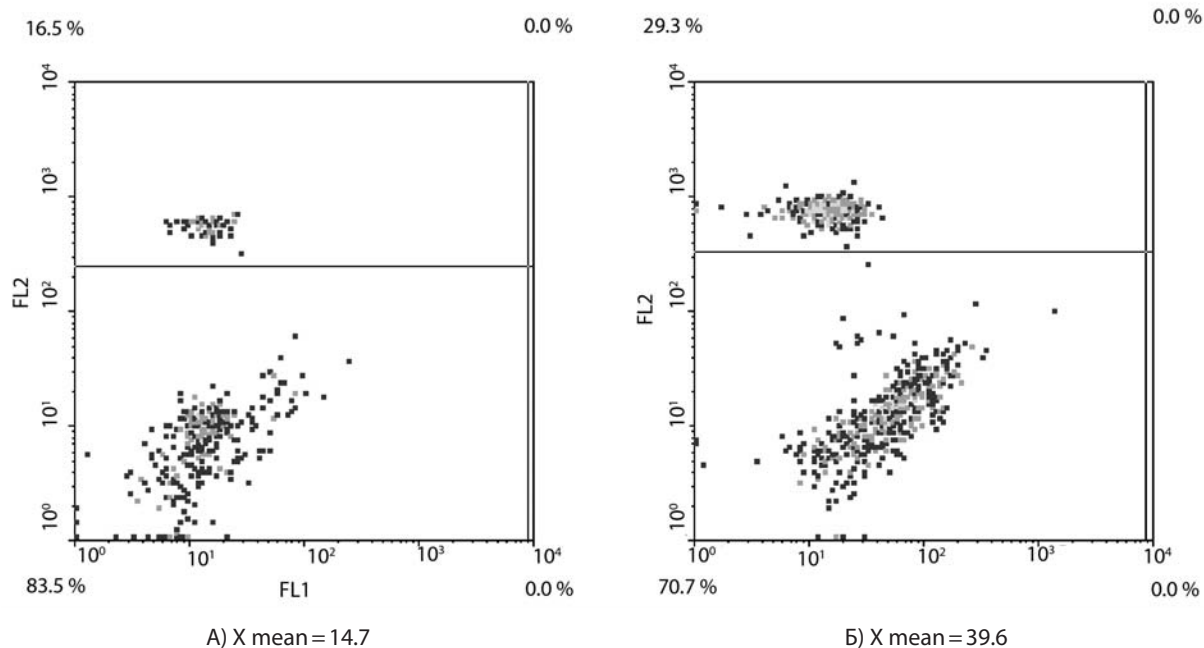 16.5 % 0.0 %
10⁴
10³
10²
10¹
10⁰
FL2
10⁰ 10¹ 10² 10³ 10⁴
83.5 % FL1 0.0 %
А) X mean = 14.7
29.3 % 0.0 %
10⁴
10³
10²
10¹
10⁰
FL2
10⁰ 10¹ 10² 10³ 10⁴
70.7 % 0.0 %
Б) X mean = 39.6